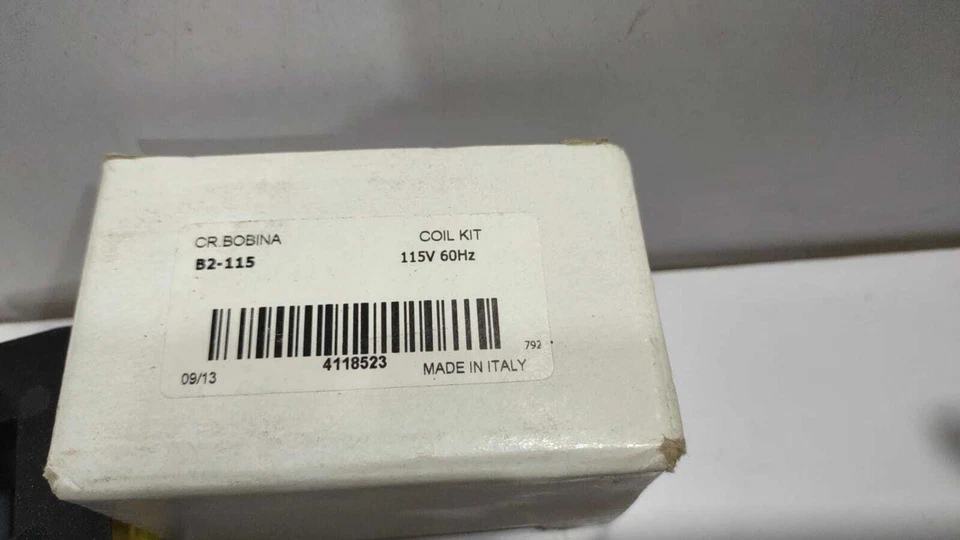 CR.BOBINA COIL KIT
B2-115 115V 60Hz
792
4118523
09/13 MADE IN ITALY